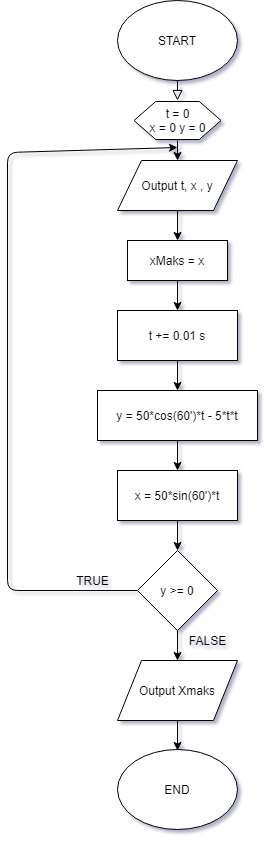 START
t = 0
x = 0 y = 0
Output t, x , y
xMaks = x
t += 0.01 s
y = 50*cos(60')*t - 5*t*t
x = 50*sin(60')*t
y >= 0
TRUE
FALSE
Output Xmaks
END